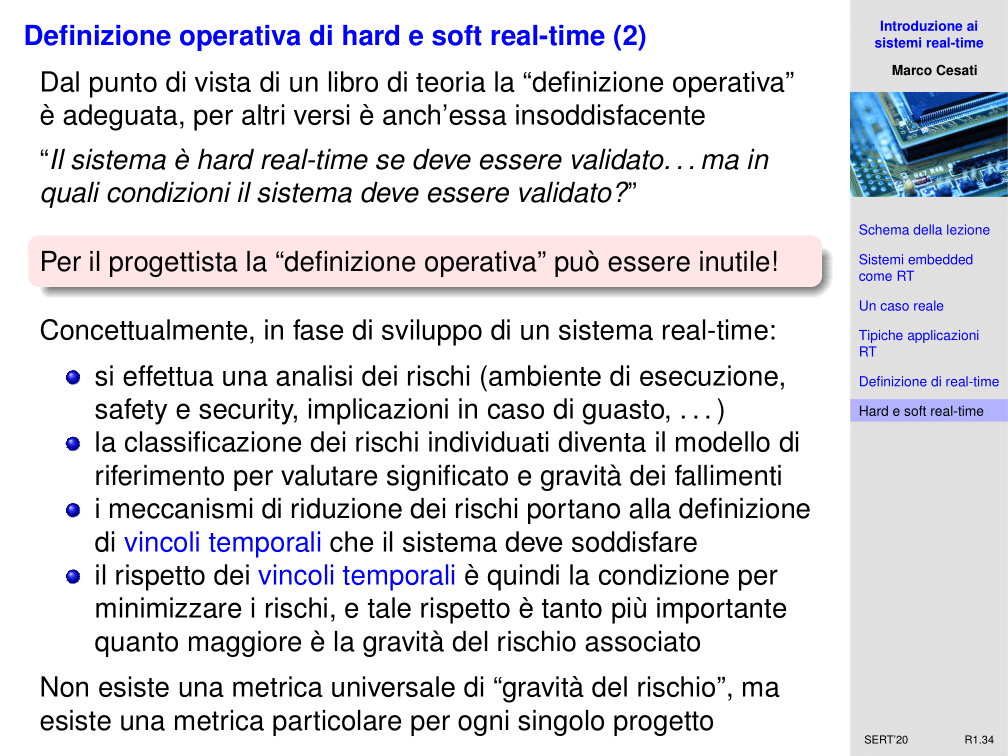 Definizione operativa di hard e soft real-time (2)
Dal punto di vista di un libro di teoria la “definizione operativa”
è adeguata, per altri versi è anch’essa insoddisfacente
“Il sistema è hard real-time se deve essere validato. . . ma in
quali condizioni il sistema deve essere validato?”
Per il progettista la “definizione operativa” può essere inutile!
Concettualmente, in fase di sviluppo di un sistema real-time:
si effettua una analisi dei rischi (ambiente di esecuzione,
safety e security, implicazioni in caso di guasto, . . . )
la classificazione dei rischi individuati diventa il modello di
riferimento per valutare significato e gravità dei fallimenti
i meccanismi di riduzione dei rischi portano alla definizione
di vincoli temporali che il sistema deve soddisfare
il rispetto dei vincoli temporali è quindi la condizione per
minimizzare i rischi, e tale rispetto è tanto più importante
quanto maggiore è la gravità del rischio associato
Non esiste una metrica universale di “gravità del rischio”, ma
esiste una metrica particolare per ogni singolo progetto
Introduzione ai
sistemi real-time
Marco Cesati
R47 R46
Schema della lezione
Sistemi embedded
come RT
Un caso reale
Tipiche applicazioni
RT
Definizione di real-time
Hard e soft real-time
SERT’20 R1.34